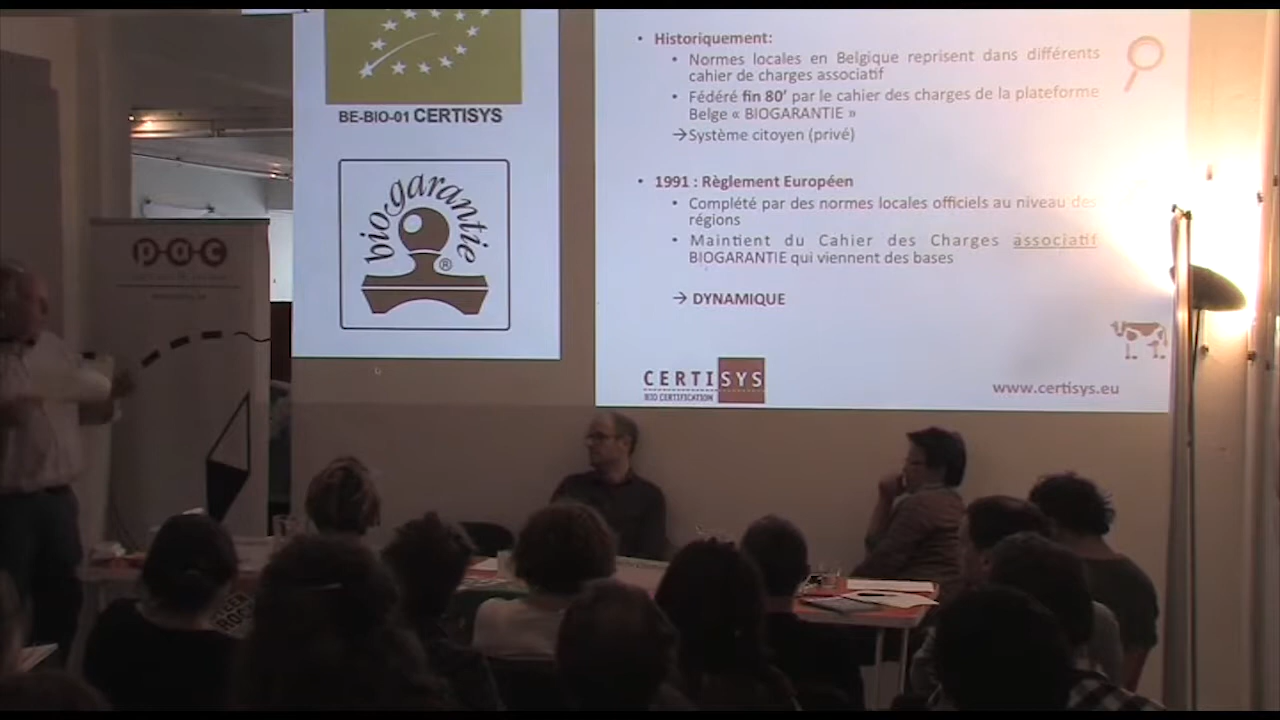 BE-BIO-01 CERTISYS
biogarantie
®
• Historiquement:
• Normes locales en Belgique reprisent dans différents
cahier de charges associatif
• Fédéré fin 80’ par le cahier des charges de la plateforme
Belge « BIOGARANTIE »
→Système citoyen (privé)
• 1991 : Règlement Européen
• Complété par des normes locales officiels au niveau des
régions
• Maintient du Cahier des Charges associatif
BIOGARANTIE qui viennent des bases
→ DYNAMIQUE
CERTISYS
BIO CERTIFICATION
www.certisys.eu
pac